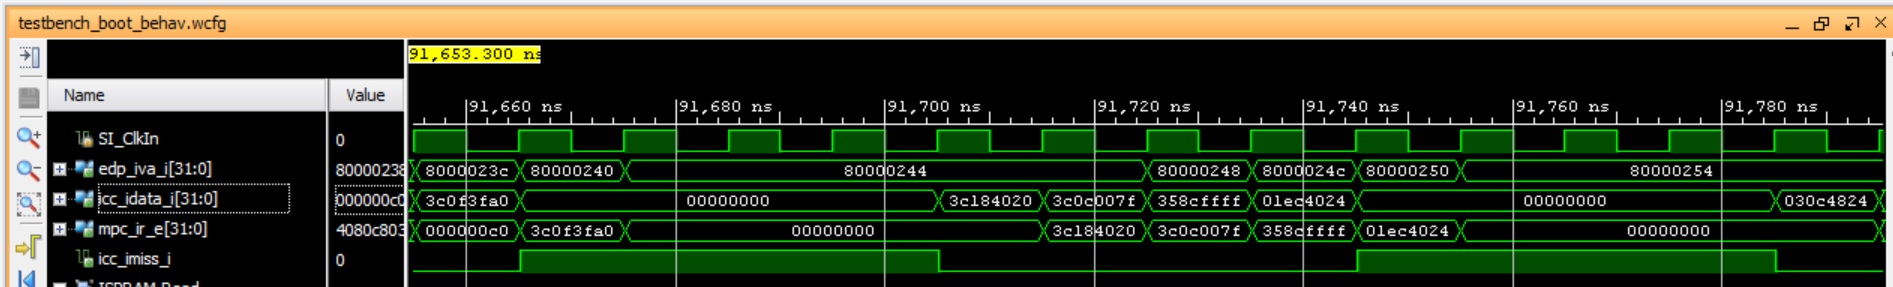 testbench_boot_behav.wcfg
91,653.300 ns
Name Value 91,660 ns 91,680 ns 91,700 ns 91,720 ns 91,740 ns 91,760 ns 91,780 ns
SI_ClkIn 0
edp_iva_i[31:0] 80000238 8000023c 80000240 80000244 80000248 8000024c 80000250 80000254
icc_idata_i[31:0] 000000c0 3c0f3fa0 00000000 3c184020 3c0c007f 358cffff 01ec4024 00000000 030c4824
mpc_ir_e[31:0] 4080c803 000000c0 3c0f3fa0 00000000 3c184020 3c0c007f 358cffff 01ec4024 00000000
icc_imiss_i 0